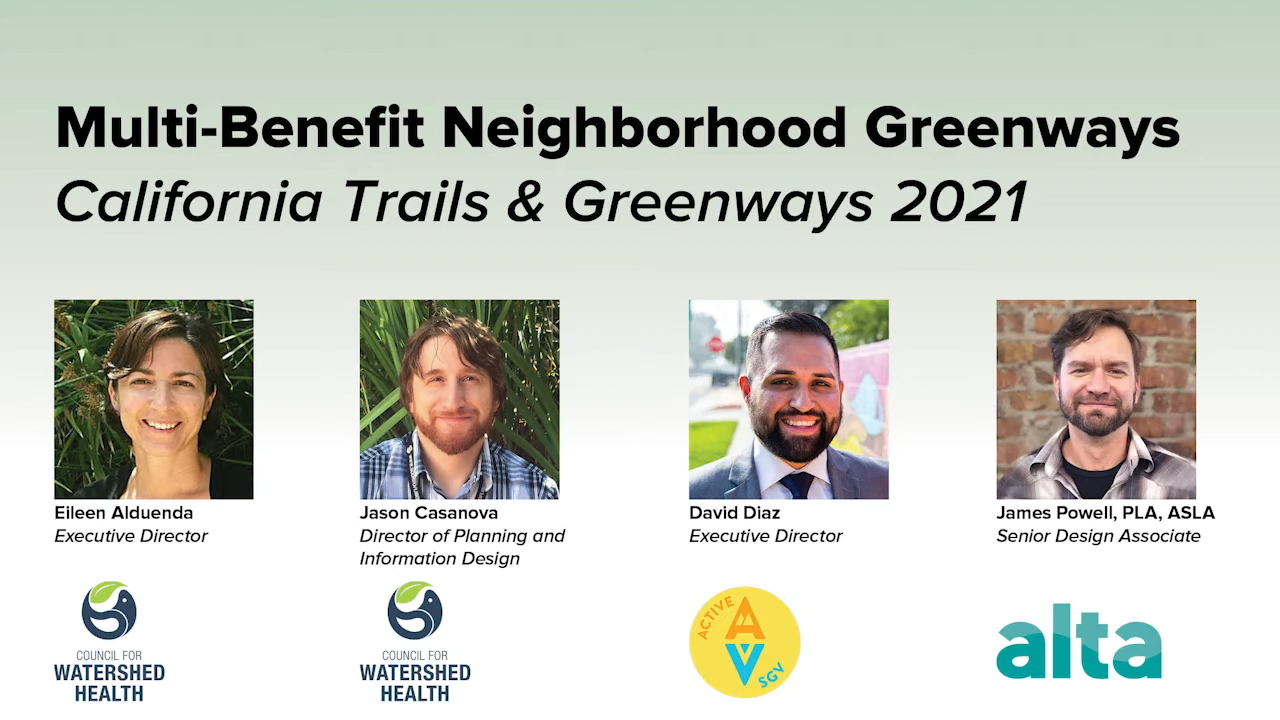 Multi-Benefit Neighborhood Greenways
California Trails & Greenways 2021
Eileen Alduenda
Executive Director
COUNCIL FOR
WATERSHED
HEALTH
Jason Casanova
Director of Planning and
Information Design
COUNCIL FOR
WATERSHED
HEALTH
David Diaz
Executive Director
ACTIVE
SGV
James Powell, PLA, ASLA
Senior Design Associate
alta